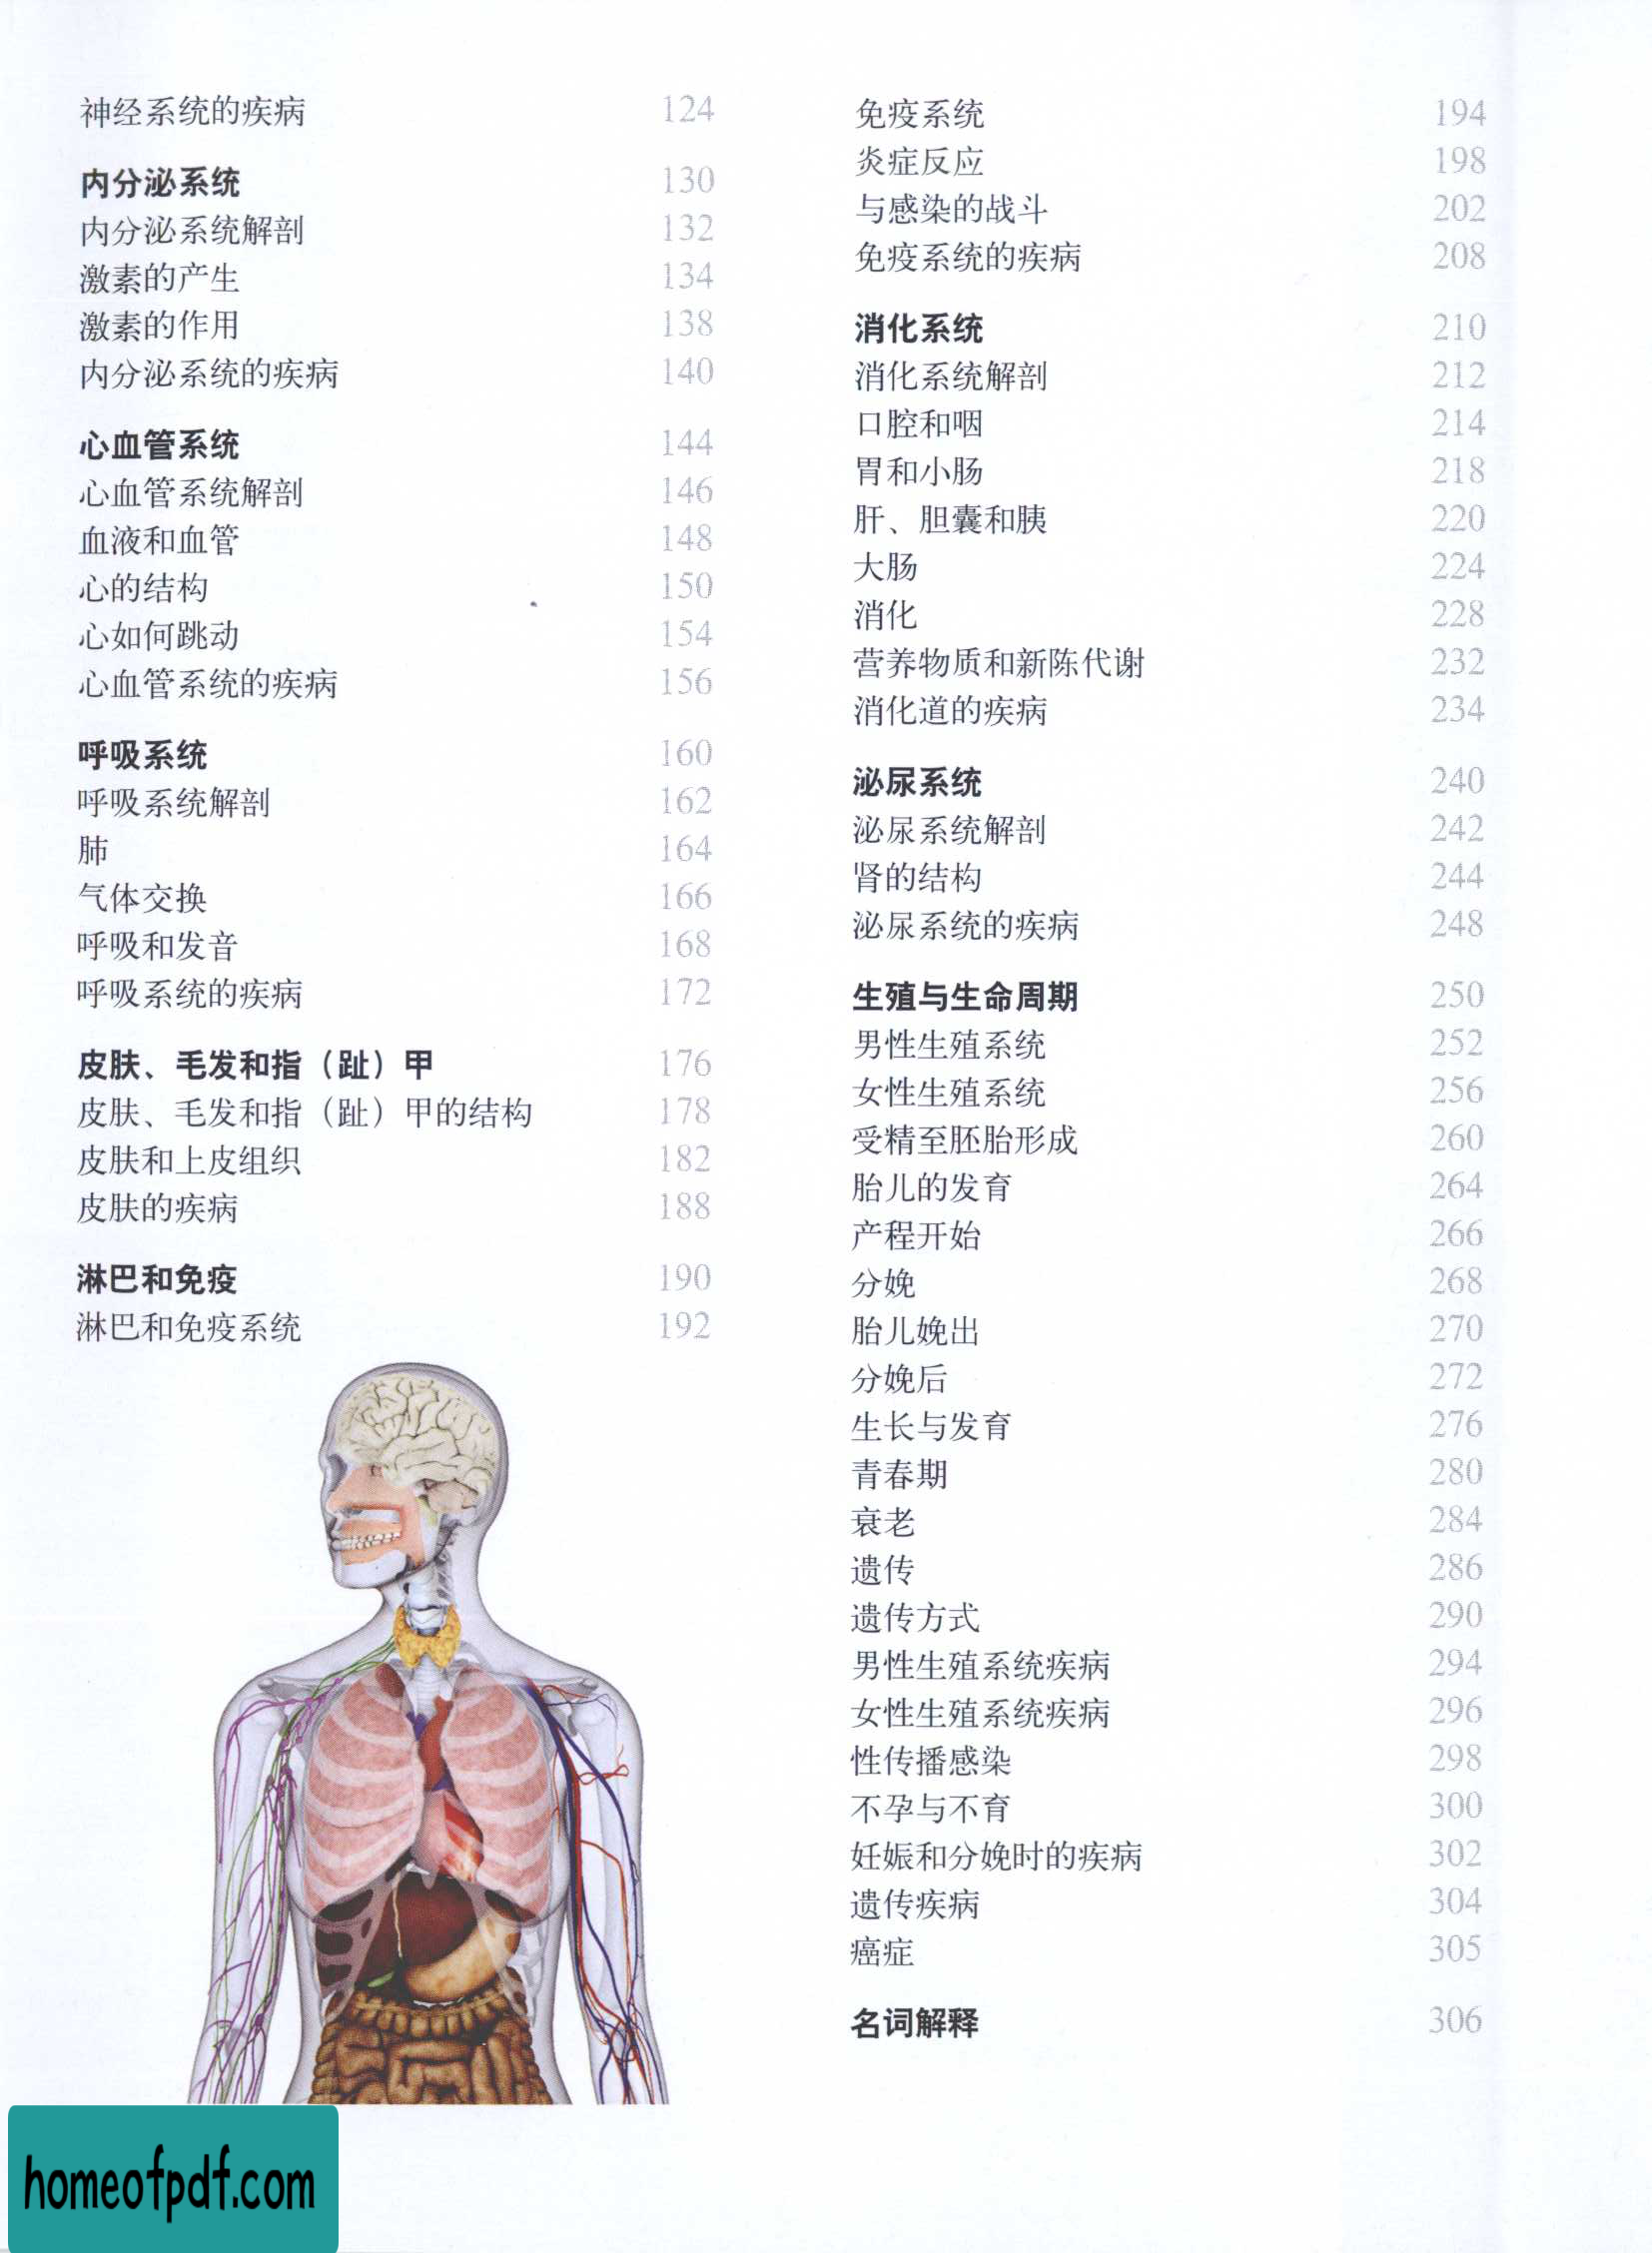 神经系统的疾病 124
内分泌系统 130
内分泌系统解剖 132
激素的产生 134
激素的作用 138
内分泌系统的疾病 140
心血管系统 144
心血管系统解剖 146
血液和血管 148
心的结构 150
心如何跳动 154
心血管系统的疾病 156
呼吸系统 160
呼吸系统解剖 162
肺 164
气体交换 166
呼吸和发音 168
呼吸系统的疾病 172
皮肤、毛发和指（趾）甲 176
皮肤、毛发和指（趾）甲的结构 178
皮肤和上皮组织 182
皮肤的疾病 188
淋巴和免疫 190
淋巴和免疫系统 192
免疫系统 194
炎症反应 198
与感染的战斗 202
免疫系统的疾病 208
消化系统 210
消化系统解剖 212
口腔和咽 214
胃和小肠 218
肝、胆囊和胰 220
大肠 224
消化 228
营养物质和新陈代谢 232
消化道的疾病 234
泌尿系统 240
泌尿系统解剖 242
肾的结构 244
泌尿系统的疾病 248
生殖与生命周期 250
男性生殖系统 252
女性生殖系统 256
受精至胚胎形成 260
胎儿的发育 264
产程开始 266
分娩 268
胎儿娩出 270
分娩后 272
生长与发育 276
青春期 280
衰老 284
遗传 286
遗传方式 290
男性生殖系统疾病 294
女性生殖系统疾病 296
性传播感染 298
不孕与不育 300
妊娠和分娩时的疾病 302
遗传疾病 304
癌症 305
名词解释 306
homeofpdf.com